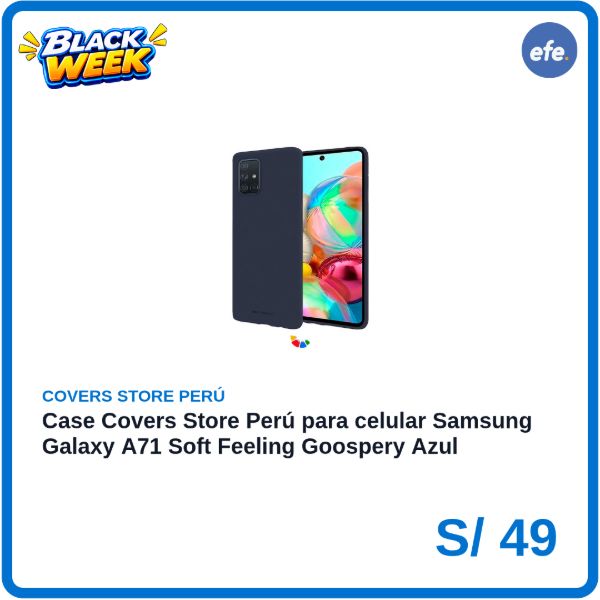 BLACK
WEEK
efe.
COVERS STORE PERÚ
Case Covers Store Perú para celular Samsung
Galaxy A71 Soft Feeling Goospery Azul
S/ 49